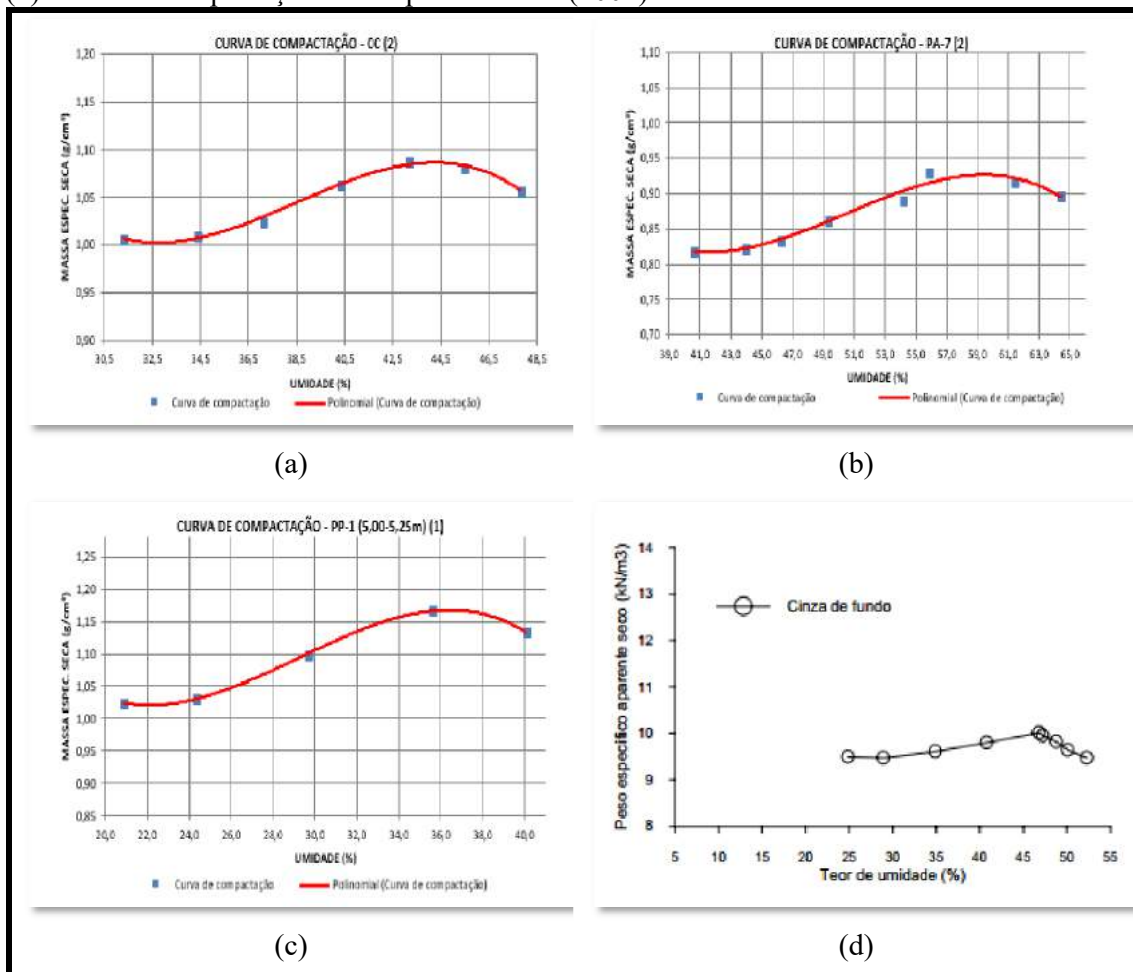 CURVA DE COMPACTAÇÃO - CC (2)
MASSA ESPEC. SECA (g/cm³)
1,20
1,15
1,10
1,05
1,00
0,95
0,90
30,5 32,5 34,5 36,5 38,5 40,5 42,5 44,5 46,5 48,5
UMIDADE (%)
Curva de compactação Polinomial (Curva de compactação)
(a)
CURVA DE COMPACTAÇÃO - PA-7 (2)
MASSA ESPEC. SECA (g/cm³)
1,10
1,05
1,00
0,95
0,90
0,85
0,80
0,75
0,70
39,0 41,0 43,0 45,0 47,0 49,0 51,0 53,0 55,0 57,0 59,0 61,0 63,0 65,0
UMIDADE (%)
Curva de compactação Polinomial (Curva de compactação)
(b)
CURVA DE COMPACTAÇÃO - PP-1 (5,00-5,25m) (1)
MASSA ESPEC. SECA (g/cm³)
1,25
1,20
1,15
1,10
1,05
1,00
0,95
0,90
0,85
20,0 22,0 24,0 26,0 28,0 30,0 32,0 34,0 36,0 38,0 40,0
UMIDADE (%)
Curva de compactação Polinomial (Curva de compactação)
(c)
Peso específico aparente seco (kN/m3)
14
13
12
11
10
9
8
Cinza de fundo
5 10 15 20 25 30 35 40 45 50 55
Teor de umidade (%)
(d)